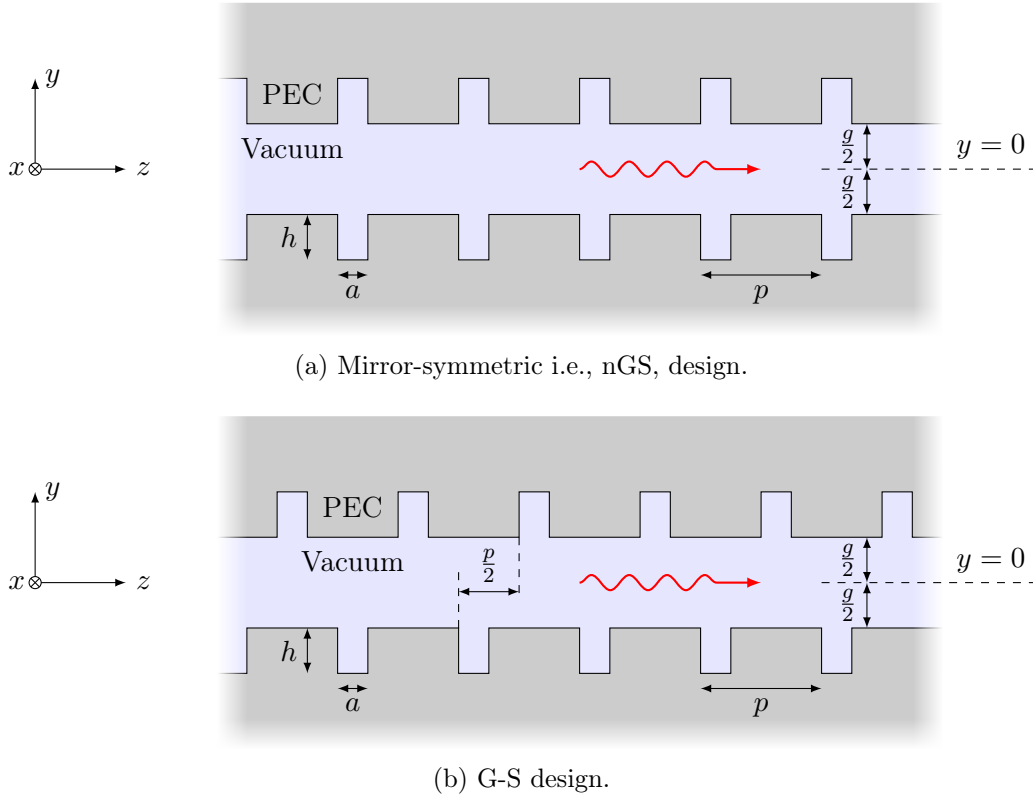 y
PEC
Vacuum
g/2
y = 0
x
z
g/2
h
a
p
(a) Mirror-symmetric i.e., nGS, design.
y
PEC
Vacuum
p/2
g/2
y = 0
x
z
g/2
h
a
p
(b) G-S design.